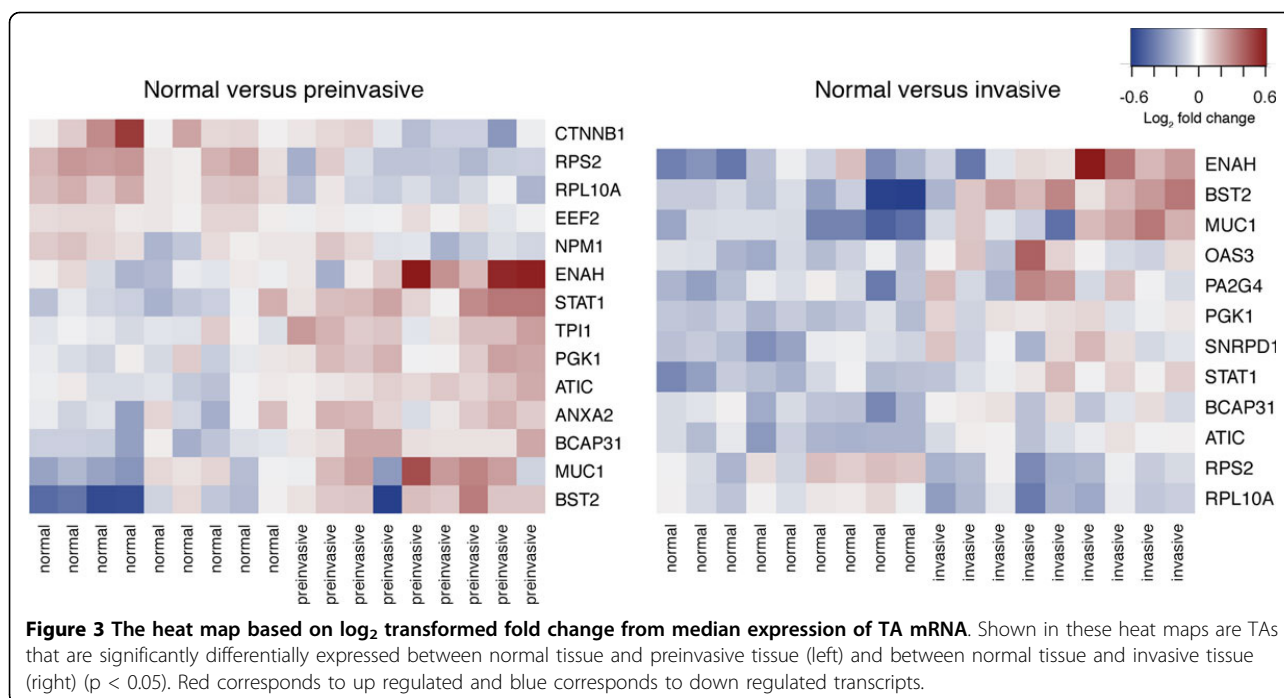 Normal versus preinvasive
CTNNB1
RPS2
RPL10A
EEF2
NPM1
ENAH
STAT1
TPI1
PGK1
ATIC
ANXA2
BCAP31
MUC1
BST2
normal
normal
normal
normal
normal
normal
normal
normal
normal
preinvasive
preinvasive
preinvasive
preinvasive
preinvasive
preinvasive
preinvasive
preinvasive
preinvasive
Normal versus invasive
-0.6 0 0.6
Log₂ fold change
ENAH
BST2
MUC1
OAS3
PA2G4
PGK1
SNRPD1
STAT1
BCAP31
ATIC
RPS2
RPL10A
normal
normal
normal
normal
normal
normal
normal
normal
normal
invasive
invasive
invasive
invasive
invasive
invasive
invasive
invasive
invasive
Figure 3 The heat map based on log₂ transformed fold change from median expression of TA mRNA. Shown in these heat maps are TAs
that are significantly differentially expressed between normal tissue and preinvasive tissue (left) and between normal tissue and invasive tissue
(right) (p < 0.05). Red corresponds to up regulated and blue corresponds to down regulated transcripts.